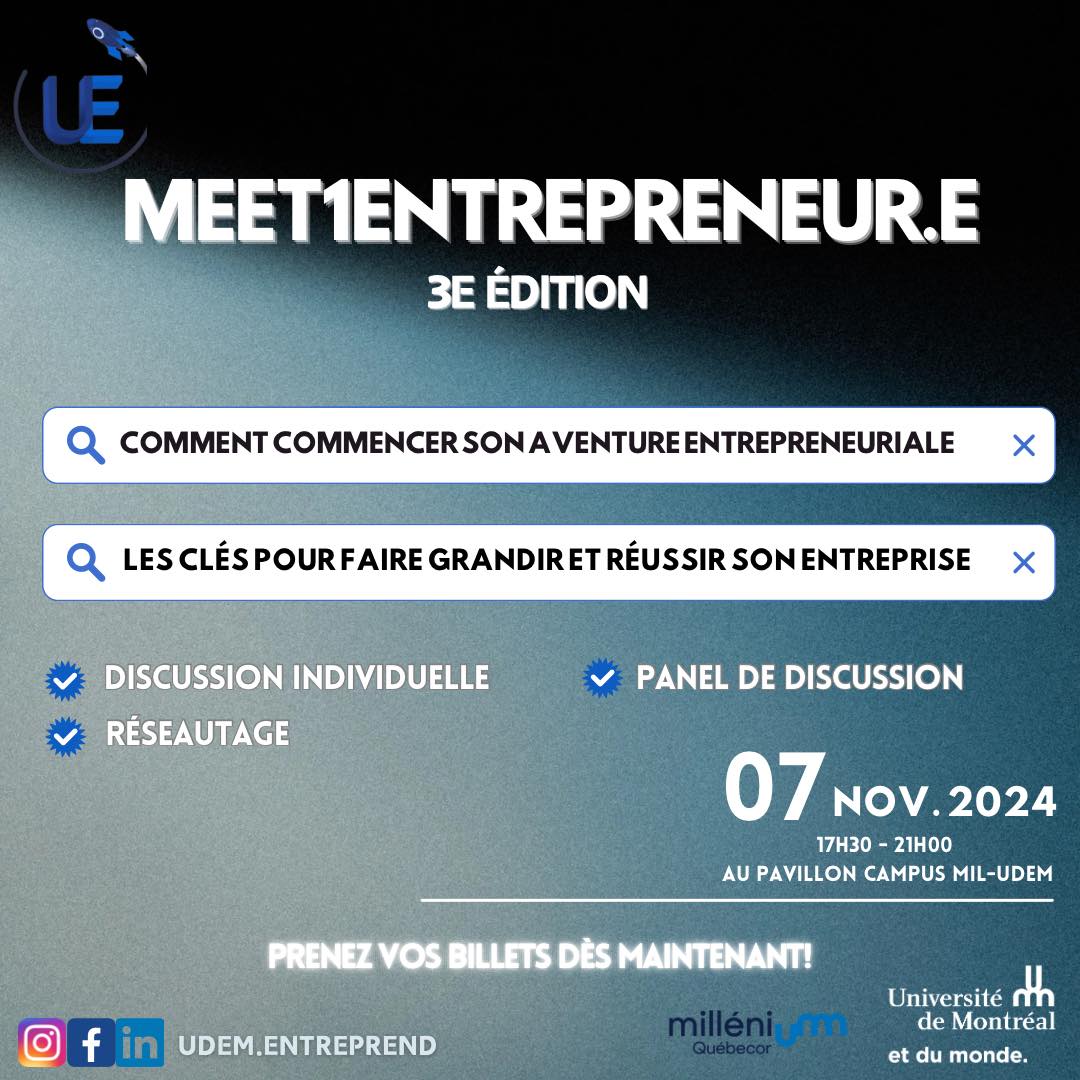 UE
MEET1ENTREPRENEUR.E
3E ÉDITION
COMMENT COMMENCER SON AVENTURE ENTREPRENEURIALE
LES CLÉS POUR FAIRE GRANDIR ET RÉUSSIR SON ENTREPRISE
DISCUSSION INDIVIDUELLE
PANEL DE DISCUSSION
RÉSEAUTAGE
07 NOV. 2024
17H30 - 21H00
AU PAVILLON CAMPUS MIL-UDEM
PRENEZ VOS BILLETS DÈS MAINTENANT!
UDEM.ENTREPREND
millénium
Québecor
Université
de Montréal
et du monde.